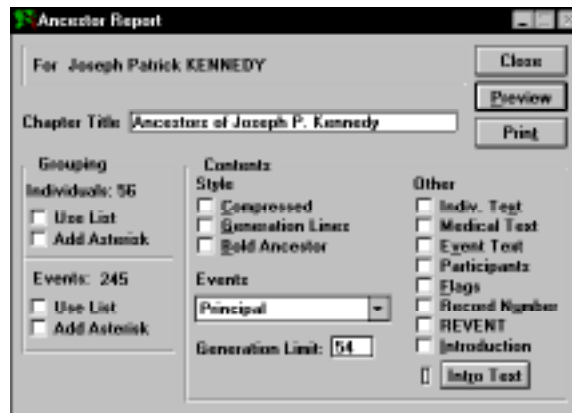 Ancestor Report
For Joseph Patrick KENNEDY
Close
Preview
Print
Chapter Title Ancestors of Joseph P. Kennedy
Grouping
Individuals: 56
Use List
Add Asterisk
Events: 245
Use List
Add Asterisk
Contents
Style
Compressed
Generation Lines
Bold Ancestor
Events
Principal
Generation Limit: 54
Other
Indiv. Text
Medical Text
Event Text
Participants
Flags
Record Number
REVENT
Introduction
Intro Text